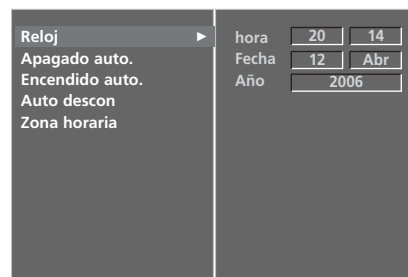 Reloj
Apagado auto.
Encendido auto.
Auto descon
Zona horaria
hora 20 14
Fecha 12 Abr
Año 2006